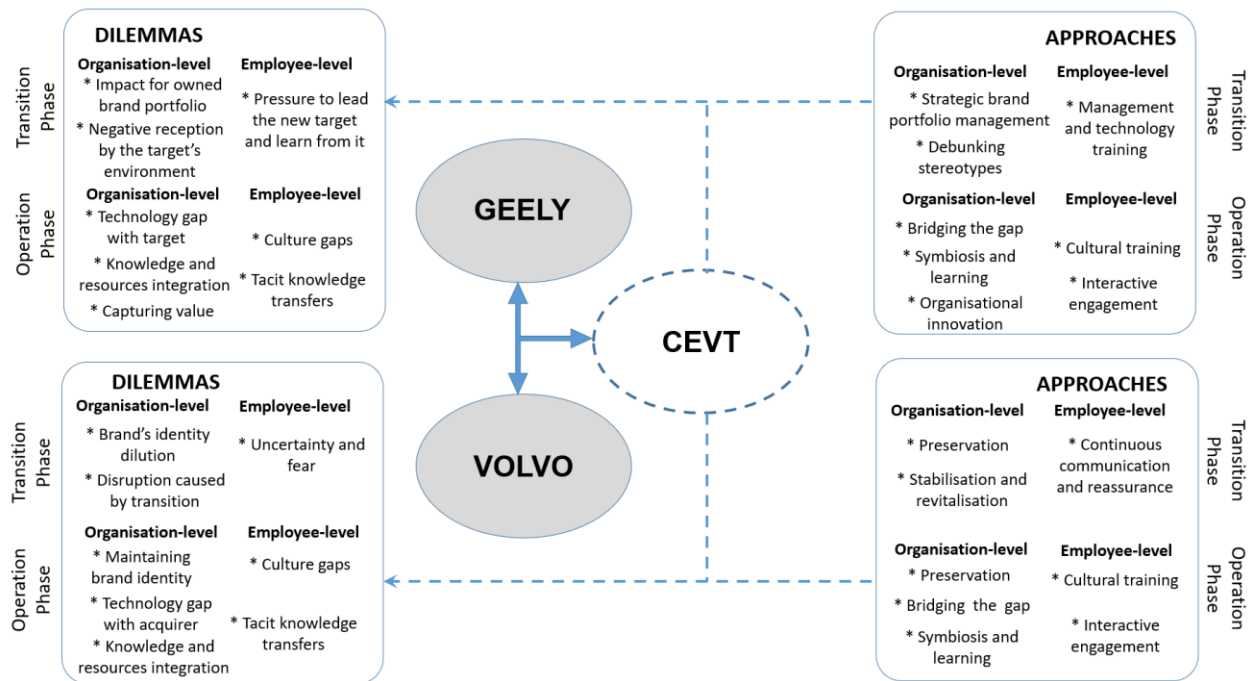 DILEMMAS
Organisation-level
* Impact for owned
brand portfolio
* Negative reception
by the target's
environment
Employee-level
* Pressure to lead
the new target
and learn from it
Transition
Phase
Organisation-level
* Technology gap
with target
* Knowledge and
resources integration
* Capturing value
Employee-level
* Culture gaps
* Tacit knowledge
transfers
Operation
Phase
GEELY
CEVT
VOLVO
APPROACHES
Organisation-level
* Strategic brand
portfolio management
* Debunking
stereotypes
Employee-level
* Management
and technology
training
Transition
Phase
Organisation-level
* Bridging the gap
* Symbiosis and
learning
* Organisational
innovation
Employee-level
* Cultural training
* Interactive
engagement
Operation
Phase
DILEMMAS
Organisation-level
* Brand's identity
dilution
* Disruption caused
by transition
Employee-level
* Uncertainty and
fear
Transition
Phase
Organisation-level
* Maintaining
brand identity
* Technology gap
with acquirer
* Knowledge and
resources integration
Employee-level
* Culture gaps
* Tacit knowledge
transfers
Operation
Phase
APPROACHES
Organisation-level
* Preservation
* Stabilisation and
revitalisation
Employee-level
* Continuous
communication
and reassurance
Transition
Phase
Organisation-level
* Preservation
* Bridging the gap
* Symbiosis and
learning
Employee-level
* Cultural training
* Interactive
engagement
Operation
Phase